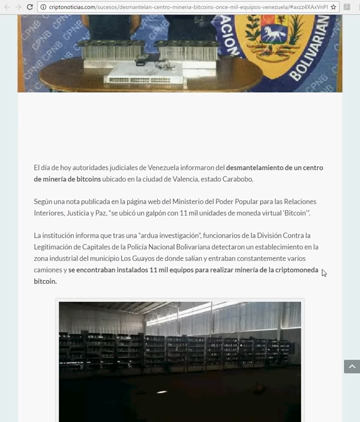 criptonoticias.com/sucesos/desmantelan-centro-mineria-bitcoins-once-mil-equipos-venezuela/#axzz4XAxVnPl
CPNB
BOLIVARIAN
El día de hoy autoridades judiciales de Venezuela informaron del desmantelamiento de un centro
de minería de bitcoins ubicado en la ciudad de Valencia, estado Carabobo.
Según una nota publicada en la página web del Ministerio del Poder Popular para las Relaciones
Interiores, Justicia y Paz, "se ubicó un galpón con 11 mil unidades de moneda virtual 'Bitcoin'".
La institución informa que tras una "ardua investigación", funcionarios de la División Contra la
Legitimación de Capitales de la Policía Nacional Bolivariana detectaron un establecimiento en la
zona industrial del municipio Los Guayos de donde salían y entraban constantemente varios
camiones y se encontraban instalados 11 mil equipos para realizar minería de la criptomoneda
bitcoin.